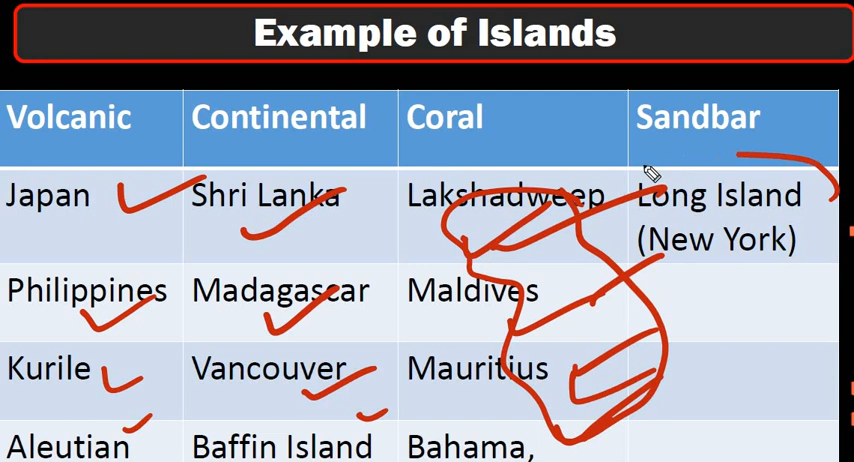 Example of Islands
Volcanic Continental Coral Sandbar
Japan Shri Lanka Lakshadweep Long Island
(New York)
Philippines Madagascar Maldives
Kurile Vancouver Mauritius
Aleutian Baffin Island Bahama,